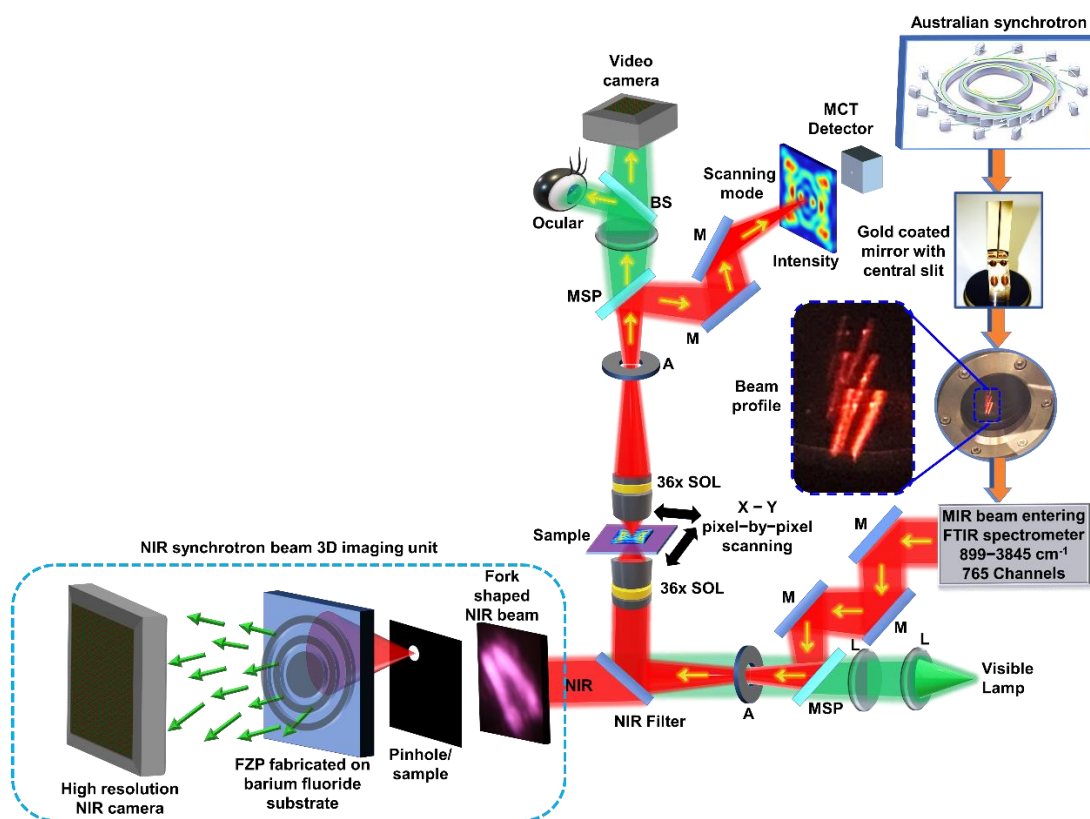 Australian synchrotron
Video
camera
MCT
Detector
Scanning
mode
BS
Ocular
M
Intensity
Gold coated
mirror with
central slit
MSP
M
A
Beam
profile
36x SOL
X − Y
pixel−by−pixel
scanning
Sample
M
MIR beam entering
FTIR spectrometer
899−3845 cm⁻¹
765 Channels
NIR synchrotron beam 3D imaging unit
Fork
shaped
NIR beam
36x SOL
M
M
L
L
NIR
Visible
Lamp
NIR Filter
A
MSP
Pinhole/
sample
FZP fabricated on
barium fluoride
substrate
High resolution
NIR camera